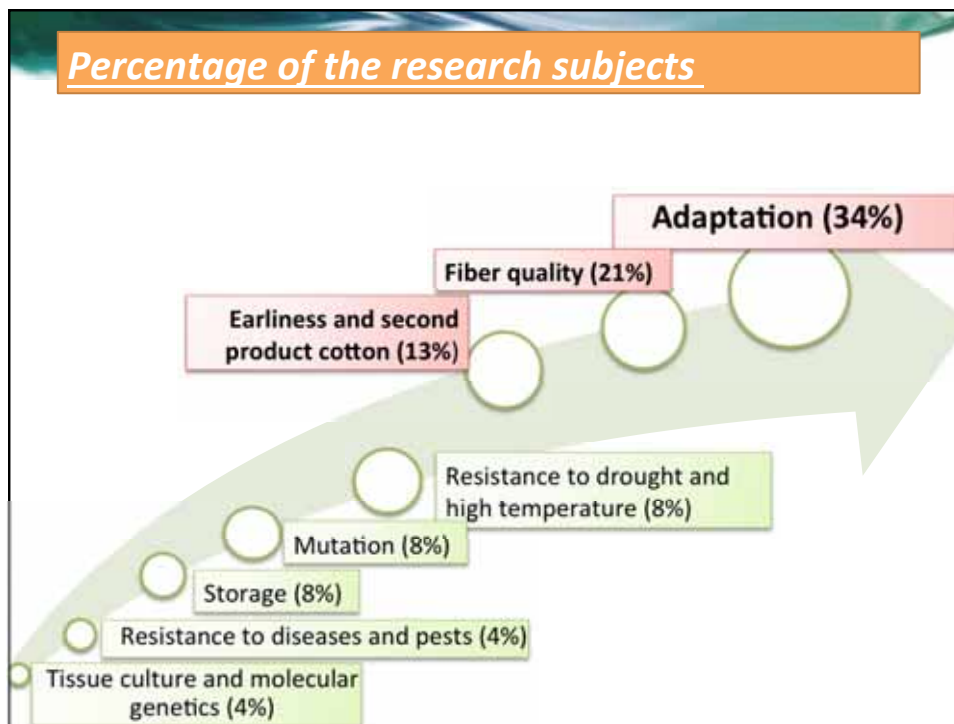 Percentage of the research subjects
Adaptation (34%)
Fiber quality (21%)
Earliness and second
product cotton (13%)
Resistance to drought and
high temperature (8%)
Mutation (8%)
Storage (8%)
Resistance to diseases and pests (4%)
Tissue culture and molecular
genetics (4%)